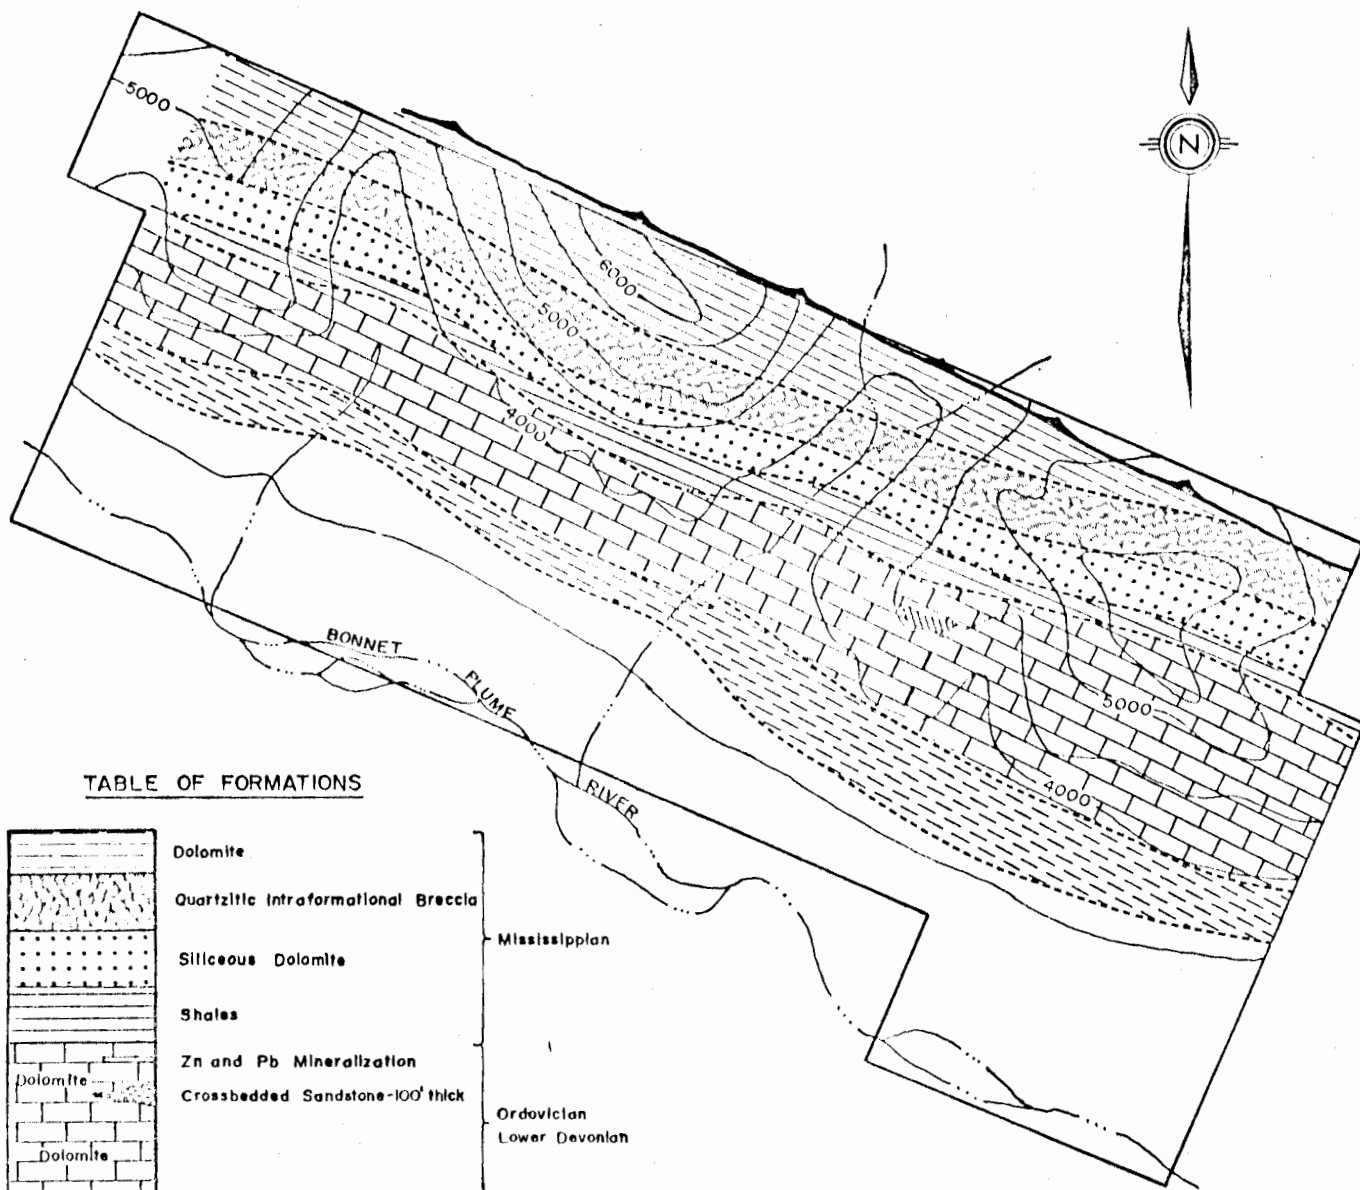 N
5000
6000
5000
4000'
5000
4000
BONNET
PLUME
RIVER
TABLE OF FORMATIONS
Dolomite
Quartzitic Intraformational Breccia
Siliceous Dolomite
Mississippian
Shales
Zn and Pb Mineralization
Dolomite
Crossbedded Sandstone-100' thick
Ordovician
Lower Devonian
Dolomite